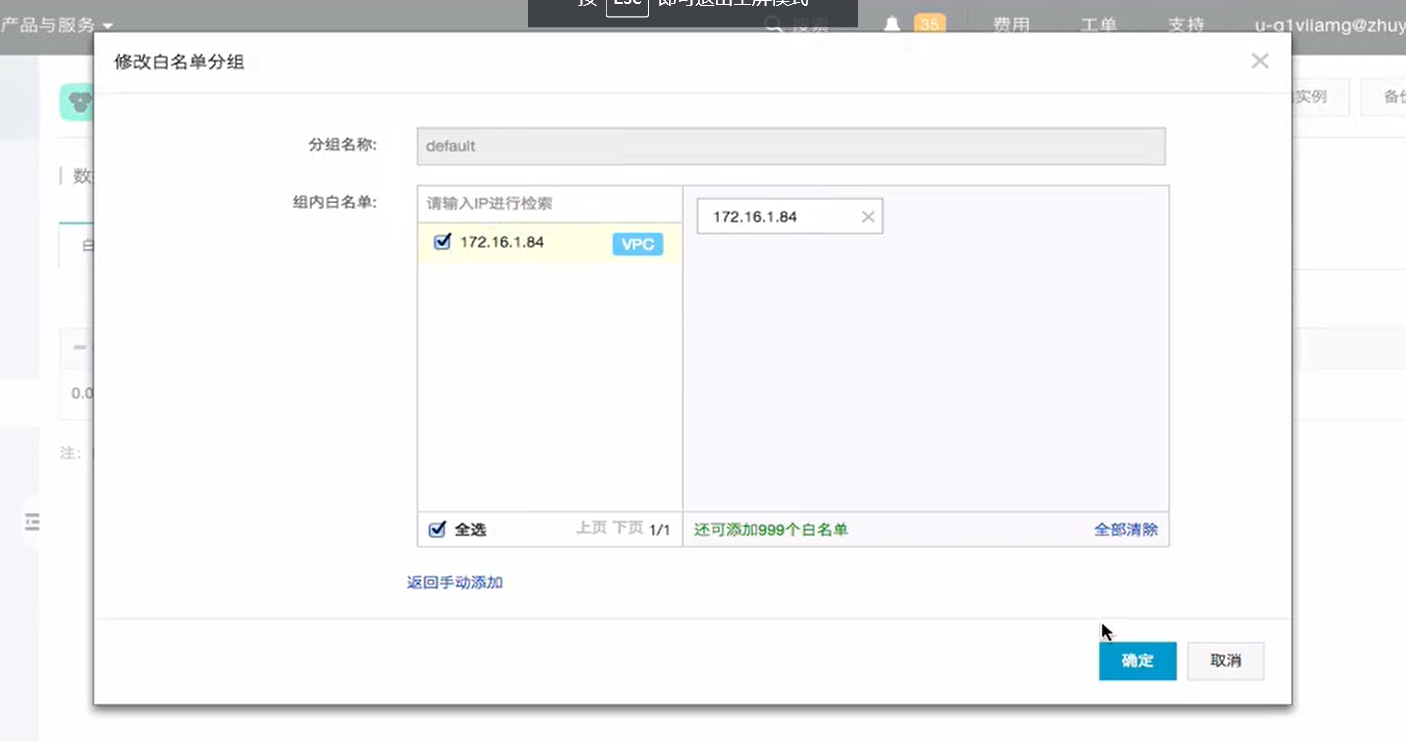 按 Esc 即可退出全屏模式
产品与服务
搜索
35
费用
工单
支持
u-g1viiamg@zhuy
修改白名单分组
实例
备份
分组名称:
default
数
组内白名单:
请输入IP进行检索
172.16.1.84
172.16.1.84
VPC
白
0.0
注:
全选
上页 下页 1/1
还可添加999个白名单
全部清除
返回手动添加
确定
取消